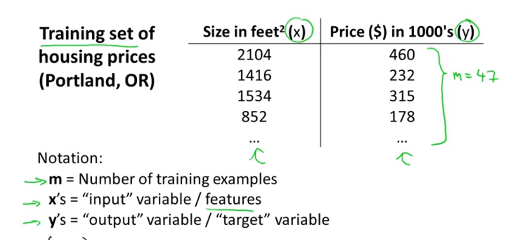 Training set of housing prices (Portland, OR)
Size in feet² (x) Price ($) in 1000's (y)
2104 460
1416 232
1534 315
852 178
... ...
m = 47
Notation:
→ m = Number of training examples
→ x's = “input” variable / features
→ y's = “output” variable / “target” variable